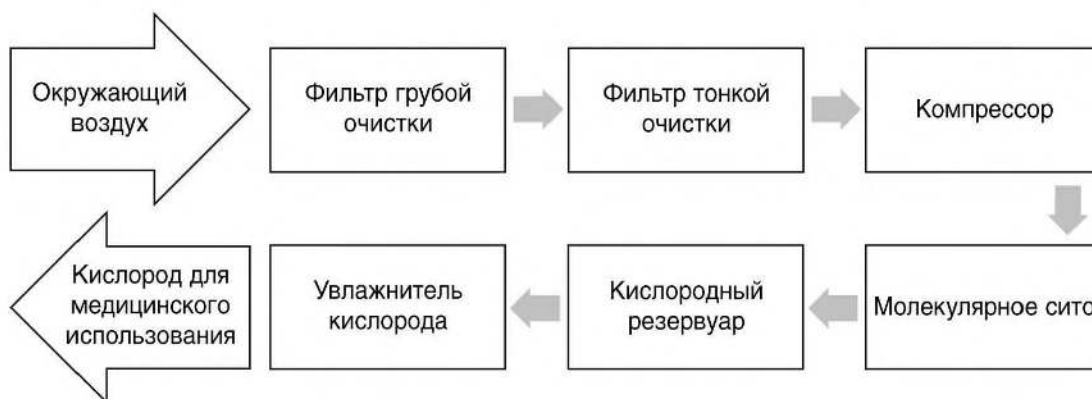 Окружающий
воздух
Фильтр грубой
очистки
Фильтр тонкой
очистки
Компрессор
Молекулярное сито
Кислородный
резервуар
Увлажнитель
кислорода
Кислород для
медицинского
использования